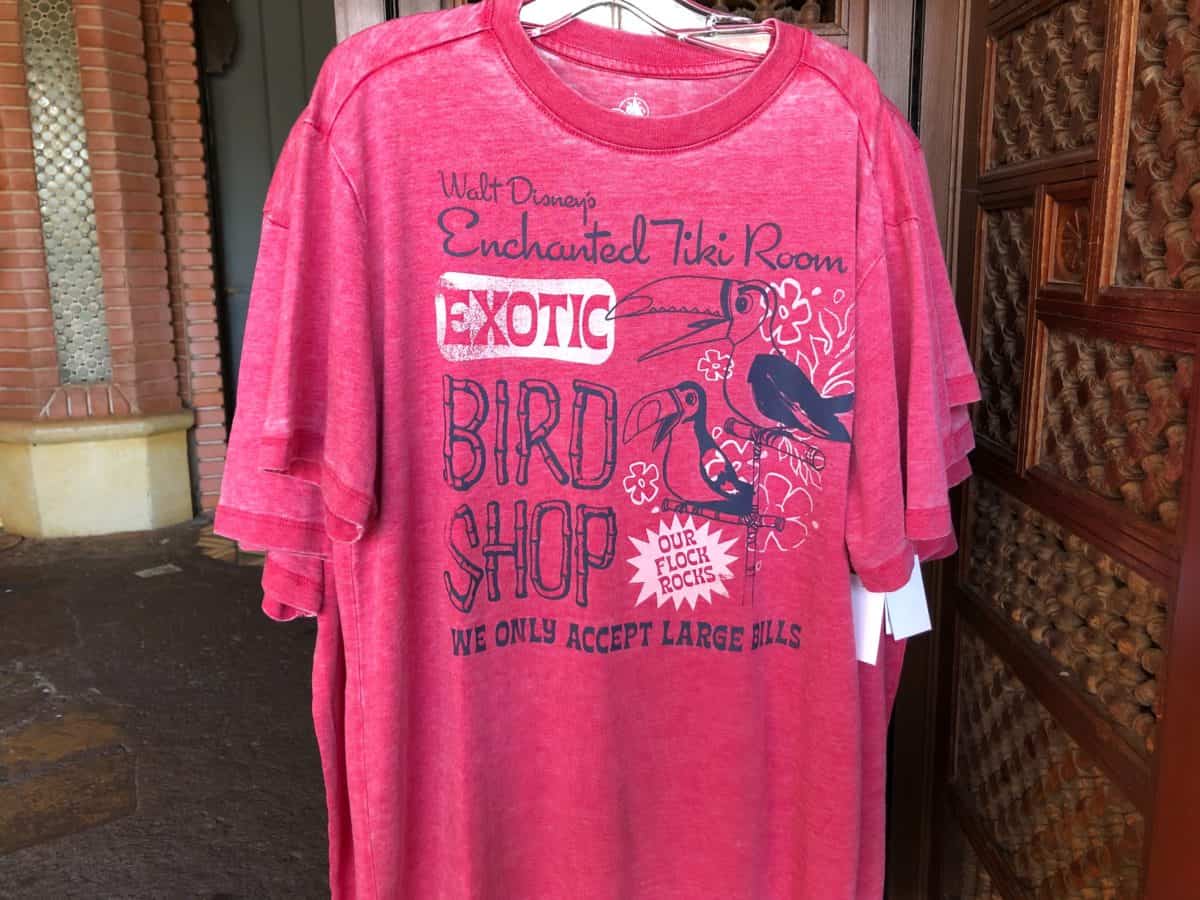 Walt Disney's
Enchanted Tiki Room
EXOTIC
BIRD
SHOP
OUR
FLOCK
ROCKS
WE ONLY ACCEPT LARGE BILLS